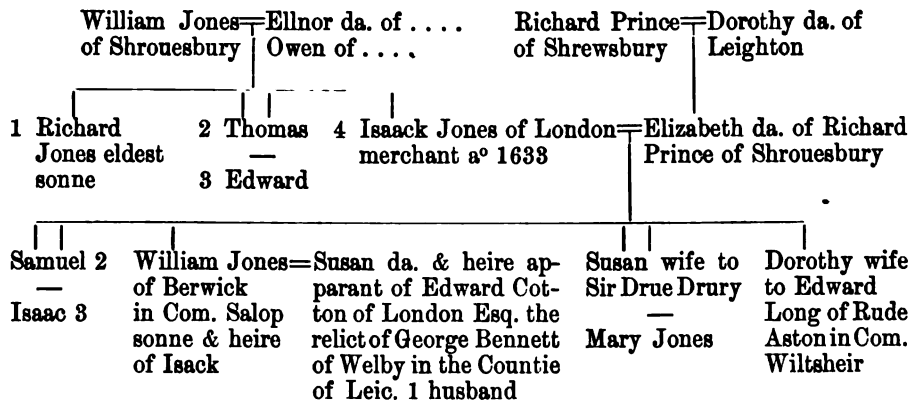 William Jones=Ellnor da. of . . . .
of Shrouesbury Owen of . . . .
Richard Prince=Dorothy da. of
of Shrewsbury Leighton
1 Richard
Jones eldest
sonne
2 Thomas
—
3 Edward
4 Isaack Jones of London=Elizabeth da. of Richard
merchant aº 1633 Prince of Shrouesbury
Samuel 2
—
Isaac 3
William Jones=Susan da. & heire ap-
of Berwick parant of Edward Cot-
in Com. Salop ton of London Esq. the
sonne & heire relict of George Bennett
of Isack of Welby in the Countie
of Leic. 1 husband
Susan wife to
Sir Drue Drury
—
Mary Jones
Dorothy wife
to Edward
Long of Rude
Aston in Com.
Wiltsheir